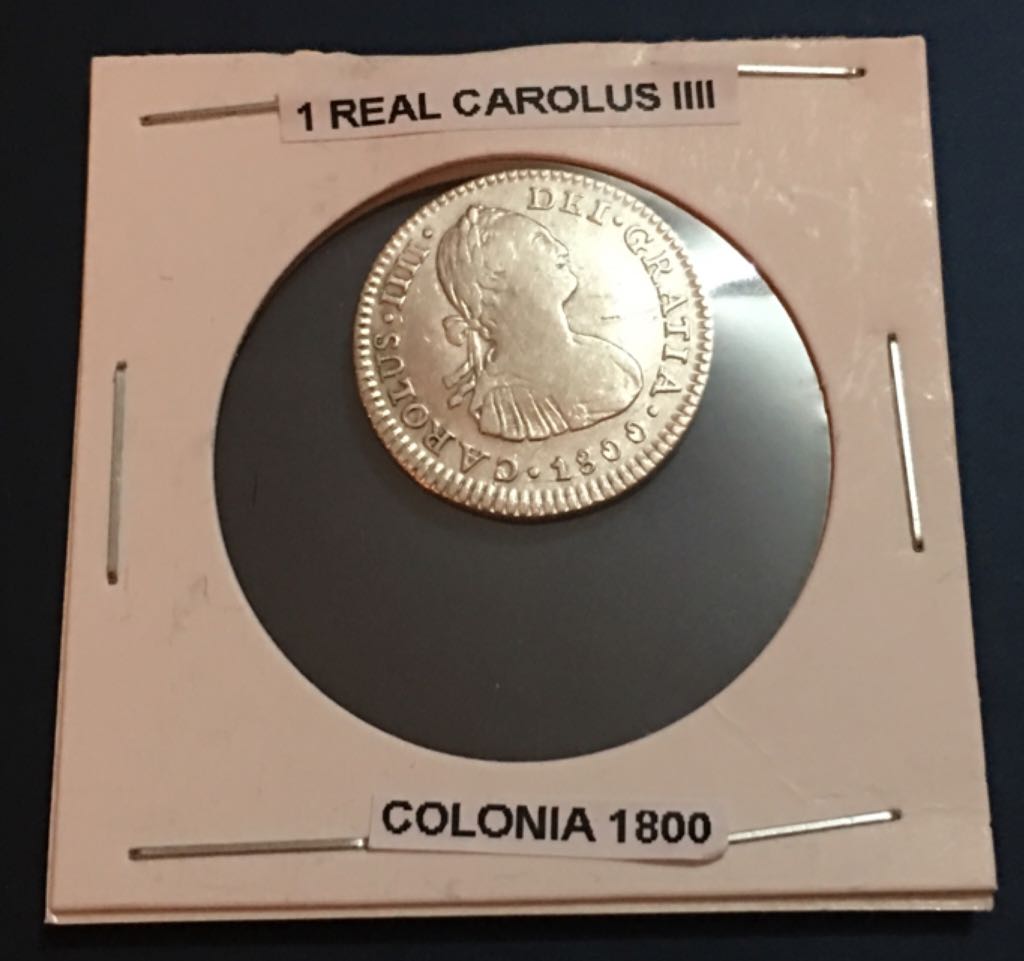 1 REAL CAROLUS IIII
CAROLUS·IIII· DEI·GRATIA· ·1800
COLONIA 1800